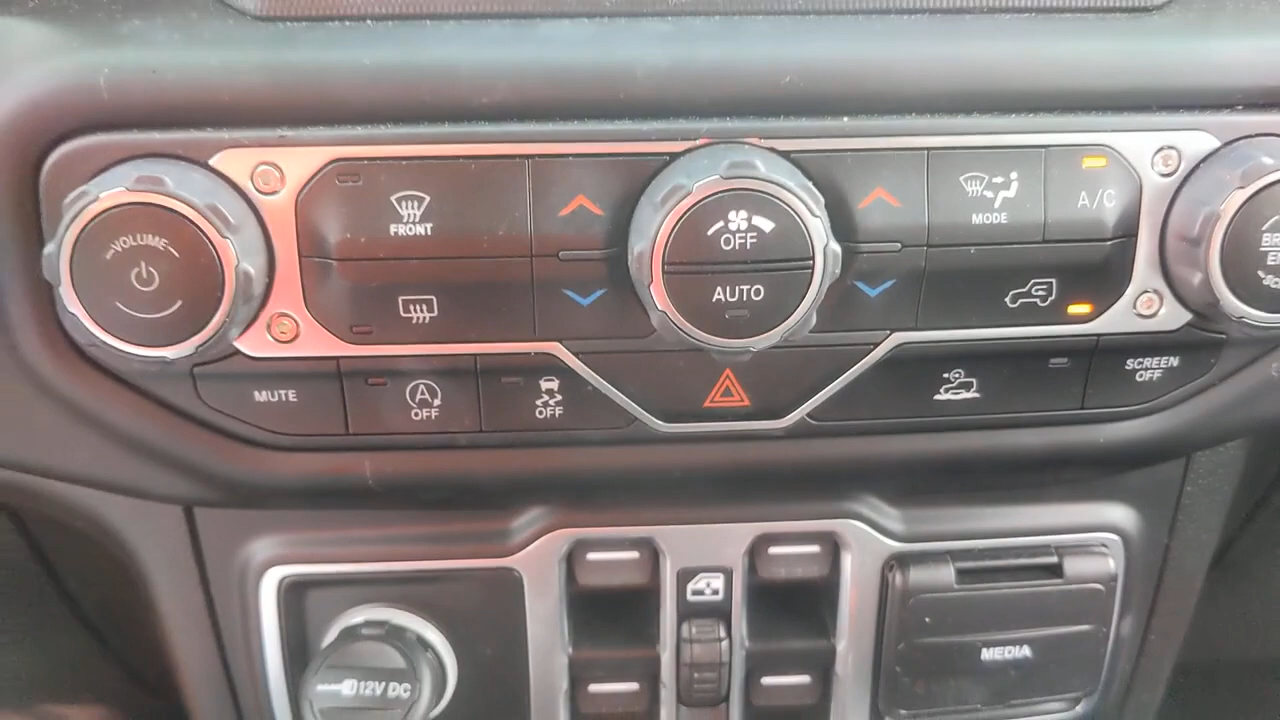 VOLUME
FRONT
OFF
AUTO
MODE
A/C
MUTE
A
OFF
OFF
SCREEN
OFF
12V DC
MEDIA